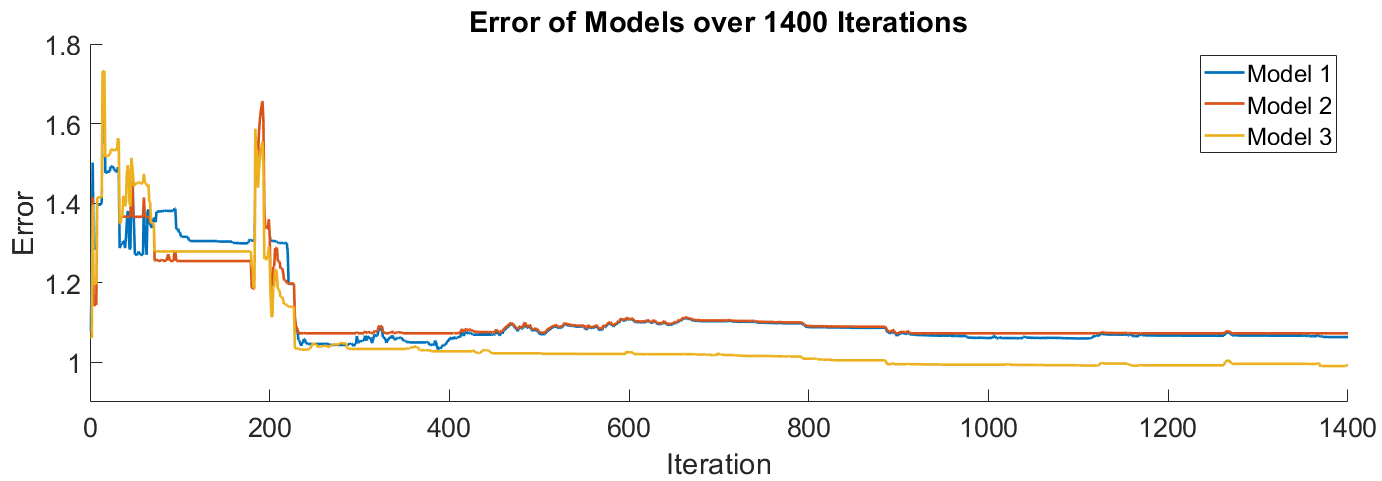 Error of Models over 1400 Iterations
1.8
1.6
1.4
1.2
1
Error
Model 1
Model 2
Model 3
0 200 400 600 800 1000 1200 1400
Iteration